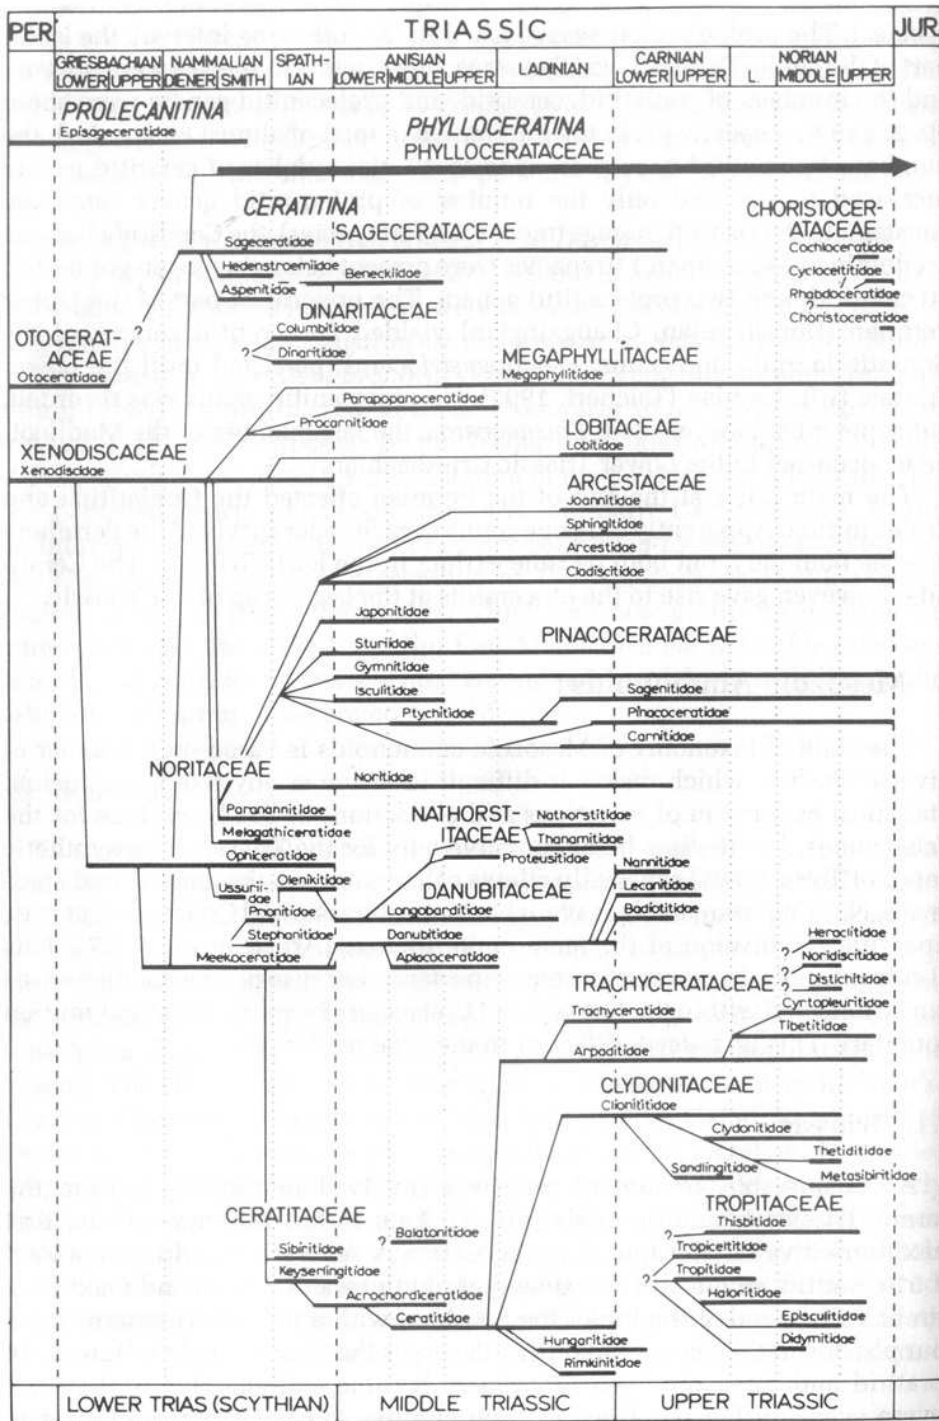 PER
TRIASSIC
JUR
GRIESBACHIAN
NAMMALIAN
SPATH-
IAN
ANISIAN
LADINIAN
CARNIAN
NORIAN
LOWER
UPPER
DIENER
SMITH
LOWER
MIDDLE
UPPER
LOWER
UPPER
L.
MIDDLE
UPPER
PROLECANITINA
Episageceratidae
PHYLLOCERATINA
PHYLLOCERATACEAE
CERATITINA
SAGECERATACEAE
Sageceratidae
Hedenstroemiidae
Aspenitidae
Beneckiidae
CHORISTOCER-
ATACEAE
Cochloceratidae
Cycloceltitidae
?
Rhabdoceratidae
?
Choristoceratidae
DINARITACEAE
Columbitidae
?
Dinaritidae
?
OTOCERAT-
ACEAE
Otoceratidae
MEGAPHYLLITACEAE
Megaphyllitidae
Parapopanoceratidae
Procarnitidae
XENODISCACEAE
Xenodiscidae
LOBITACEAE
Lobitidae
ARCESTACEAE
Joannitidae
Sphingitidae
Arcestidae
Cladiscitidae
Japonitidae
PINACOCERATACEAE
Sturiidae
Gymnitidae
Isculitidae
Ptychitidae
Sagenitidae
Pinacoceratidae
Carnitidae
NORITACEAE
Noritidae
Paranannitidae
Melagathiceratidae
Ophiceratidae
NATHORST-
ITACEAE
Nathorstitidae
Thanamitidae
Proteusitidae
Ussurii-
dae
Olenikitidae
Prionitidae
Stephanitidae
Meekoceratidae
DANUBITACEAE
Longobarditidae
Danubitidae
Aplococeratidae
Nannitidae
Lecanitidae
Badiotitidae
TRACHYCERATACEAE
Trachyceratidae
Arpaditidae
Heraclitidae
?
Noridiscitidae
?
Distichitidae
Cyrtopleuritidae
Tibetitidae
CLYDONITACEAE
Clionititidae
Clydonitidae
Thetiditidae
Sandlingitidae
Metasibiritidae
CERATITACEAE
Sibiritidae
Keyserlingitidae
?
Balatonitidae
Acrochordiceratidae
Ceratitidae
Hungaritidae
Rimkinitidae
TROPITACEAE
Thisbitidae
?
Tropiceltitidae
Tropitidae
?
Haloritidae
Episculitidae
Didymitidae
LOWER TRIAS (SCYTHIAN)
MIDDLE TRIASSIC
UPPER TRIASSIC